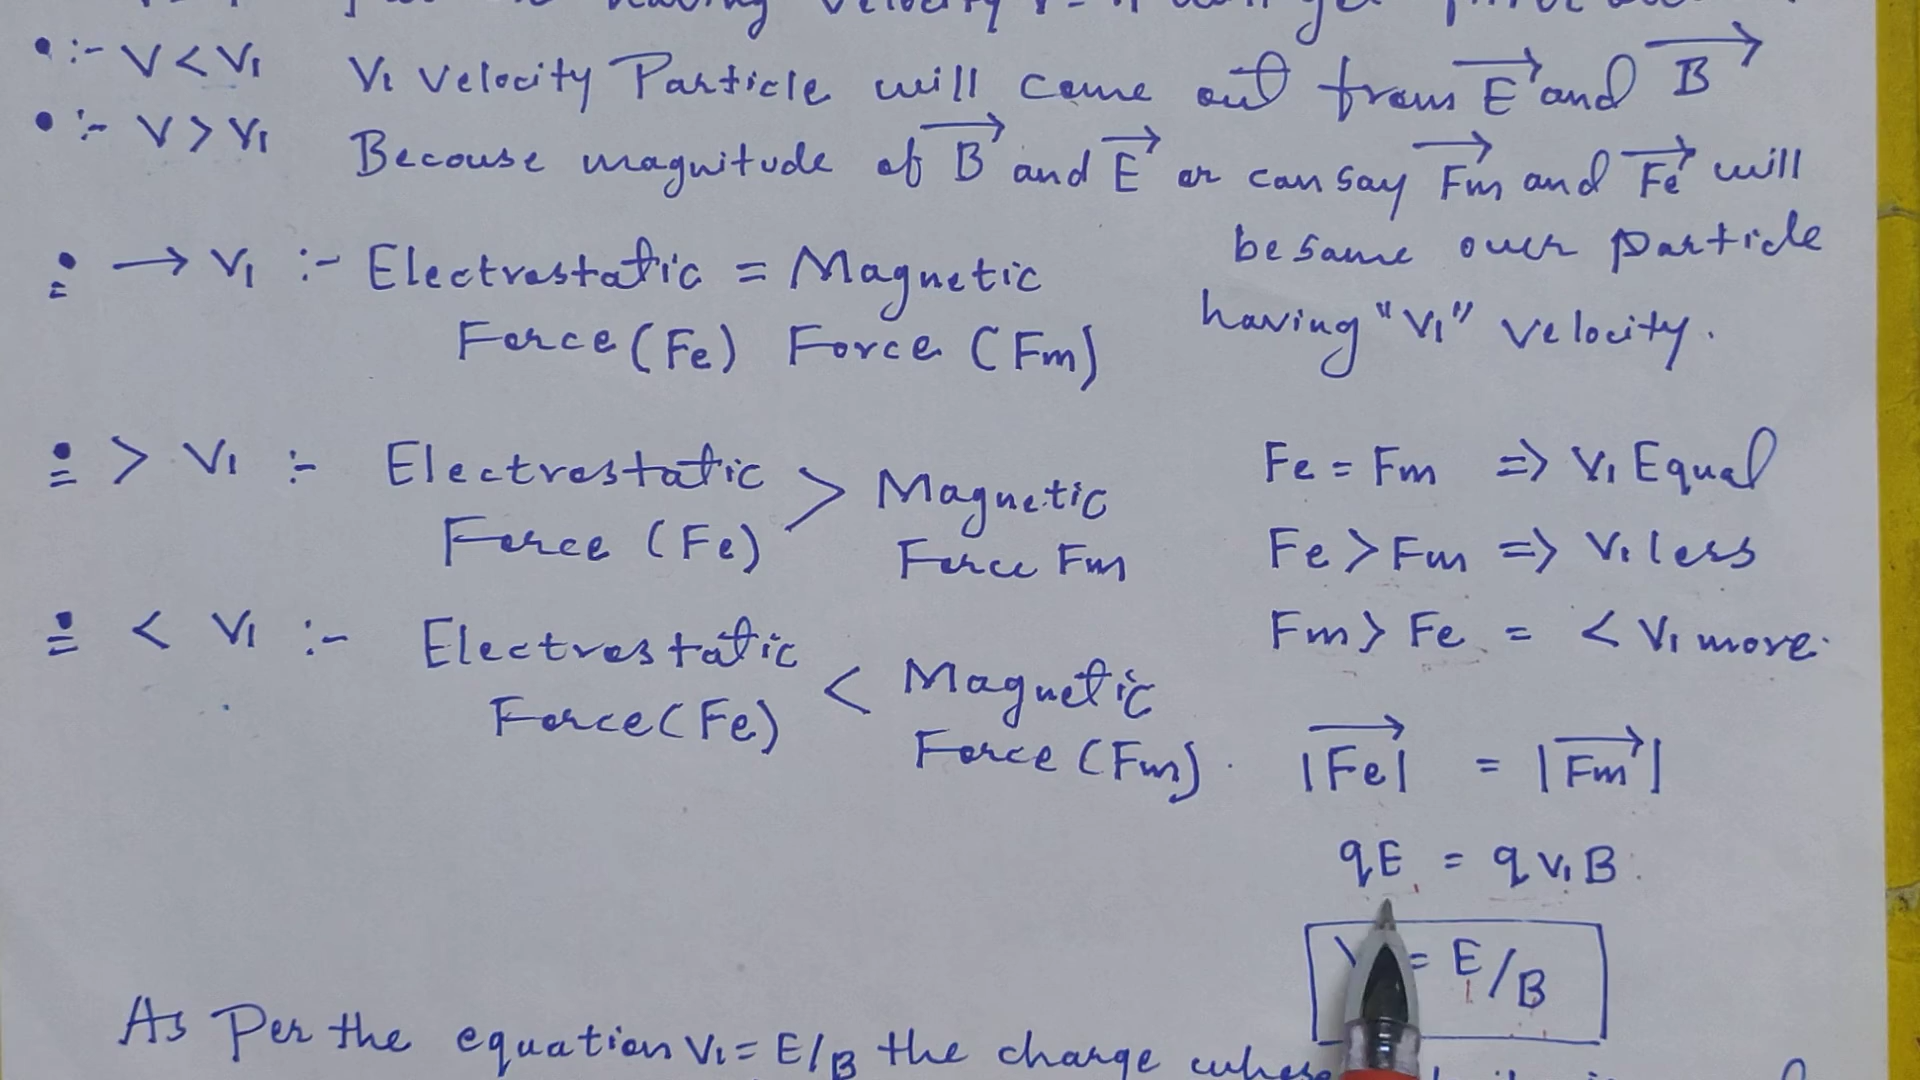 having velocity
• :- V < V1 V1 velocity Particle will come out from E and B
• :- V > V1 Becouse magnitude of B and E or can say Fm and Fe will
be same over particle
having "V1" velocity.
→ V1 :- Electrostatic = Magnetic
Force (Fe) Force (Fm)
> V1 :- Electrostatic > Magnetic
Force (Fe) Force Fm
< V1 :- Electrostatic < Magnetic
Force (Fe) Force (Fm).
Fe = Fm => V1 Equal
Fe > Fm => V1 less
Fm > Fe = < V1 more.
|Fe| = |Fm|
qE = q V1 B.
= E/B
As Per the equation V1 = E/B the charge